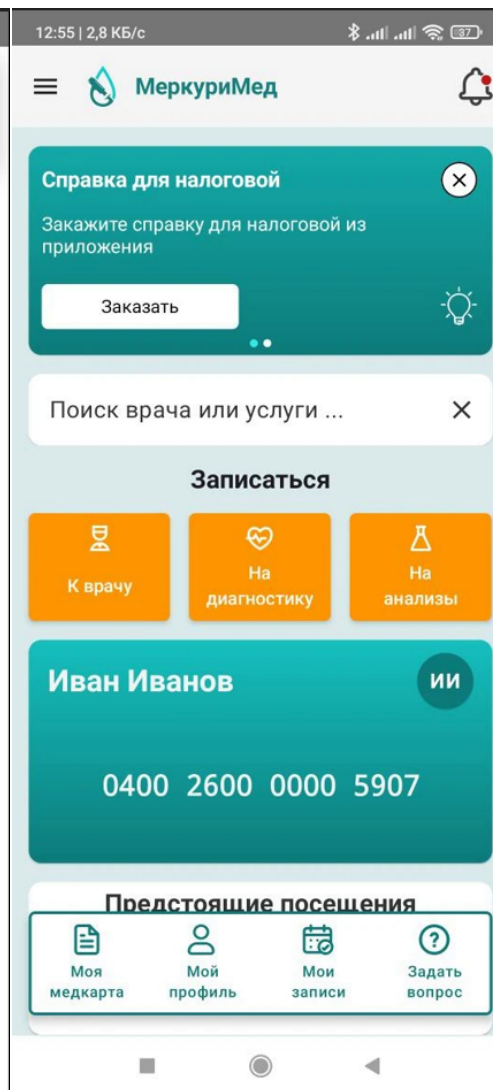 12:55 | 2,8 КБ/с
37
МеркуриМед
Справка для налоговой
Закажите справку для налоговой из
приложения
Заказать
Поиск врача или услуги ...
Записаться
К врачу
На
диагностику
На
анализы
Иван Иванов
ИИ
0400 2600 0000 5907
Предстоящие посещения
Моя
медкарта
Мой
профиль
Мои
записи
Задать
вопрос